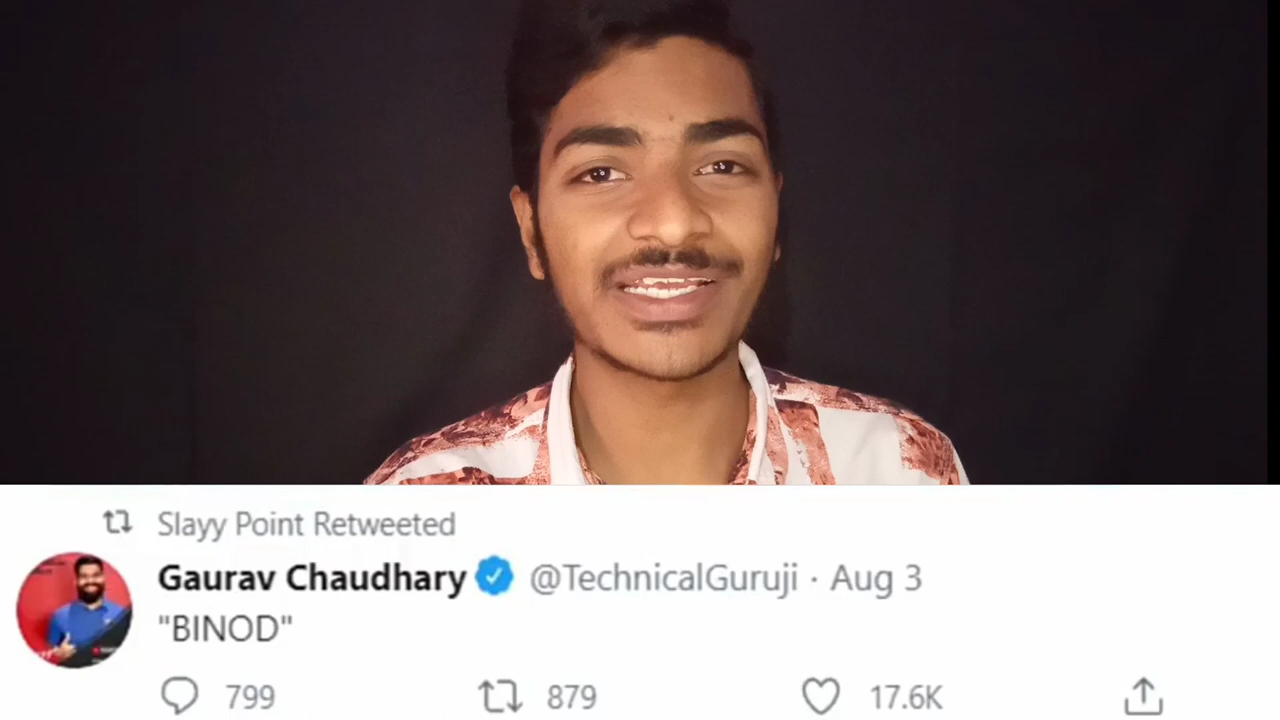 Slayy Point Retweeted
Gaurav Chaudhary @TechnicalGuruji · Aug 3
"BINOD"
799 879 17.6K